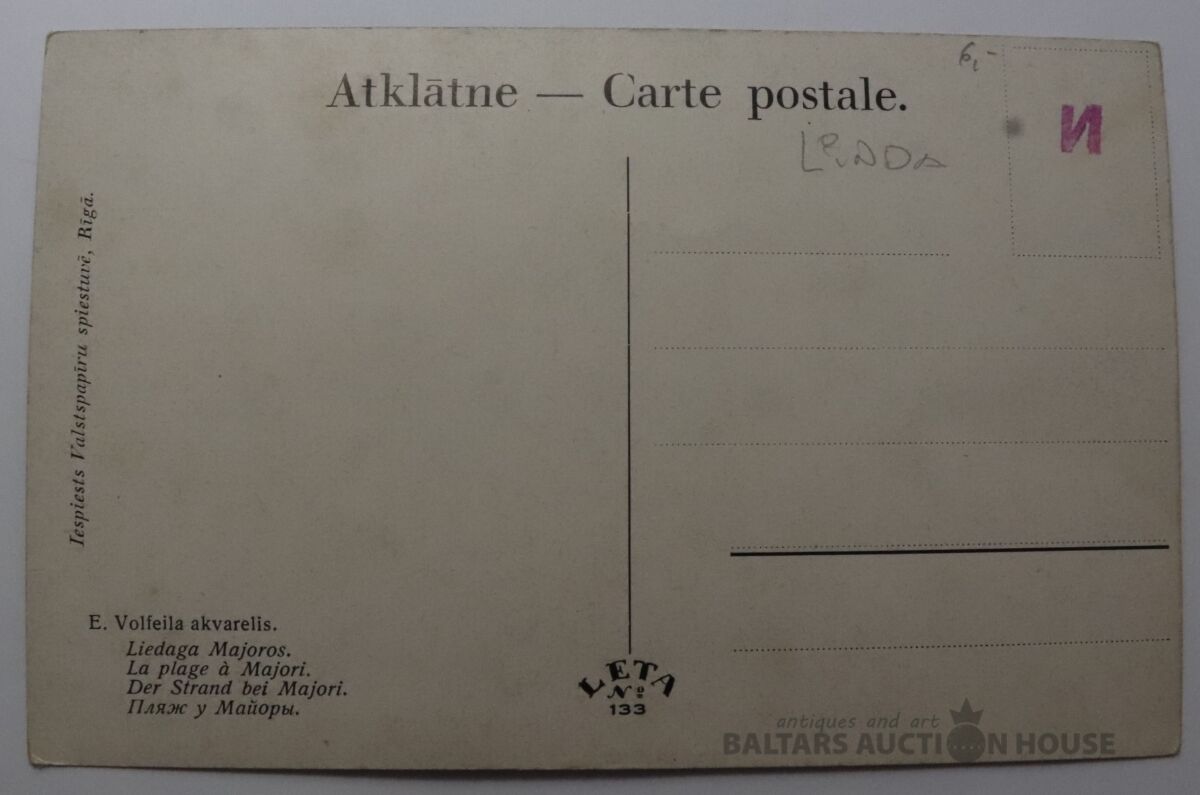 6,-
Atklātne — Carte postale.
И
Iespiests Valstspapīru spiestuvē, Rīgā.
E. Volfeila akvarelis.
Liedaga Majoros.
La plage à Majori.
Der Strand bei Majori.
Пляж у Майоры.
LETA
№
133
antiques and art
BALTARS AUCTION HOUSE